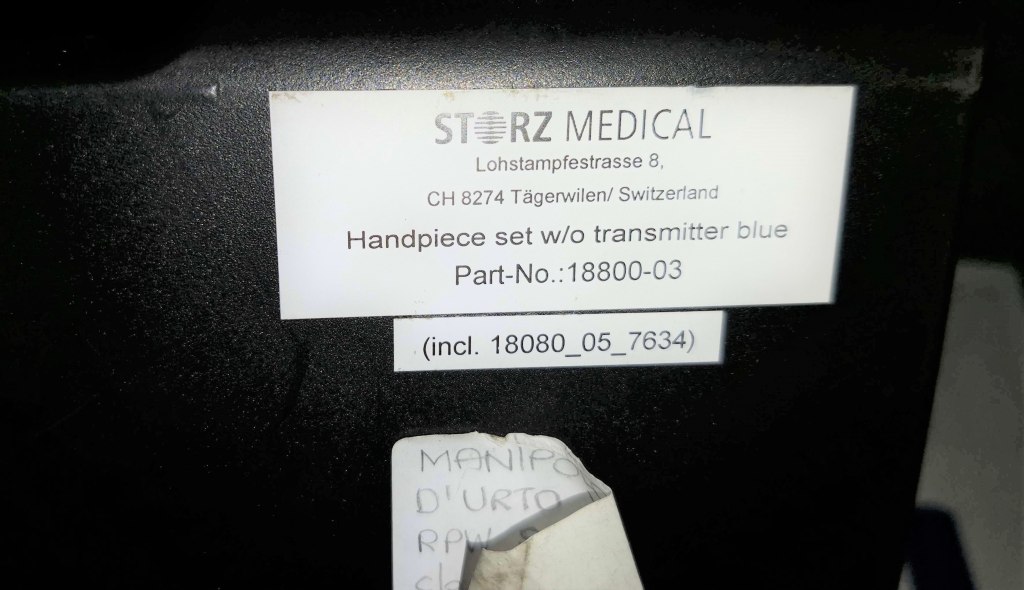 STORZ MEDICAL
Lohstampfestrasse 8,
CH 8274 Tägerwilen/ Switzerland
Handpiece set w/o transmitter blue
Part-No.:18800-03
(incl. 18080_05_7634)
MANIPO
D'URTO
RPW